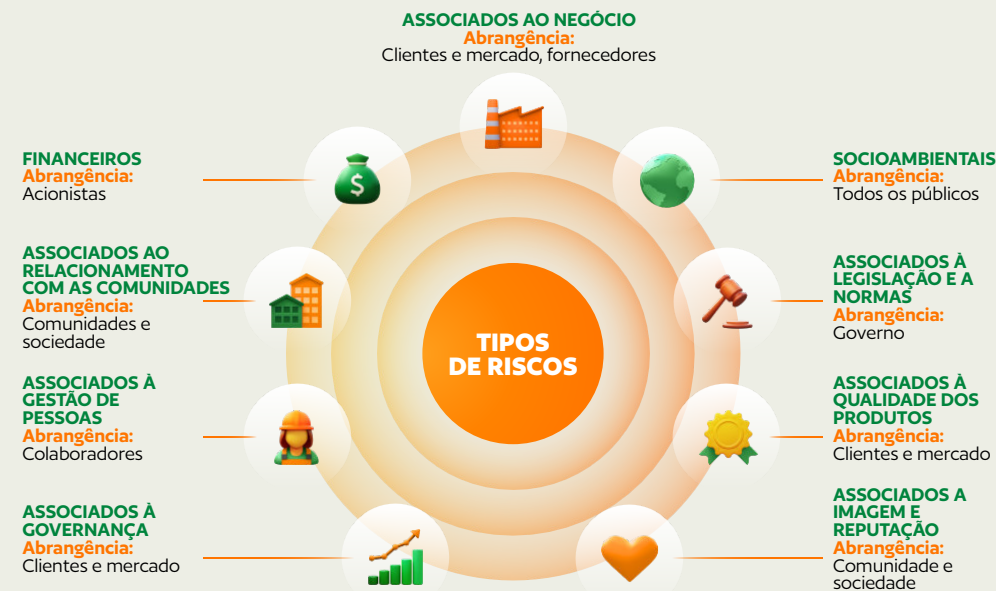 ASSOCIADOS AO NEGÓCIO
Abrangência:
Clientes e mercado, fornecedores
FINANCEIROS
Abrangência:
Acionistas
SOCIOAMBIENTAIS
Abrangência:
Todos os públicos
ASSOCIADOS AO
RELACIONAMENTO
COM AS COMUNIDADES
Abrangência:
Comunidades e
sociedade
ASSOCIADOS À
LEGISLAÇÃO E A
NORMAS
Abrangência:
Governo
TIPOS
DE RISCOS
ASSOCIADOS À
GESTÃO DE
PESSOAS
Abrangência:
Colaboradores
ASSOCIADOS À
QUALIDADE DOS
PRODUTOS
Abrangência:
Clientes e mercado
ASSOCIADOS À
GOVERNANÇA
Abrangência:
Clientes e mercado
ASSOCIADOS A
IMAGEM E
REPUTAÇÃO
Abrangência:
Comunidade e
sociedade
$